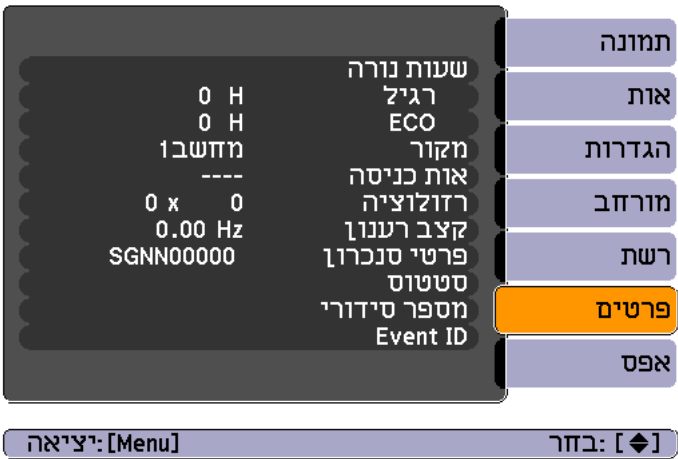 תמונה
אות
הגדרות
מורחב
רשת
פרטים
אפס
שעות נורה
רגיל 0 H
ECO 0 H
מקור מחשב1
אות כניסה ----
רזולוציה 0 x 0
קצב רענון 0.00 Hz
פרטי סנכרון SGNN00000
סטטוס
מספר סידורי
Event ID
[◆] :בחר
[Menu]:יציאה